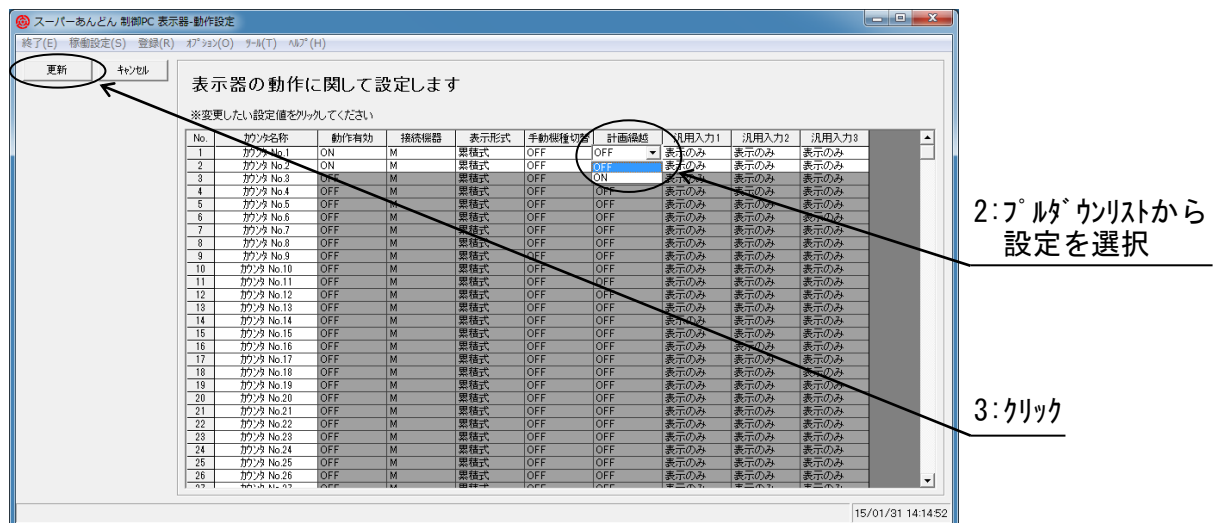 スーパーあんどん 制御PC 表示器-動作設定
終了(E) 稼働設定(S) 登録(R) ｵﾌﾟｼｮﾝ(O) ﾂｰﾙ(T) ﾍﾙﾌﾟ(H)
更新 ｷｬﾝｾﾙ
表示器の動作に関して設定します
※変更したい設定値をｸﾘｯｸしてください
No. ｶｳﾝﾀ名称 動作有効 接続機器 表示形式 手動機種切替 計画繰越 汎用入力1 汎用入力2 汎用入力3
1 ｶｳﾝﾀ No.1 ON M 累積式 OFF OFF 表示のみ 表示のみ 表示のみ
2 ｶｳﾝﾀ No.2 ON M 累積式 OFF OFF 表示のみ 表示のみ 表示のみ
3 ｶｳﾝﾀ No.3 OFF M 累積式 OFF ON 表示のみ 表示のみ 表示のみ
4 ｶｳﾝﾀ No.4 OFF M 累積式 OFF OFF 表示のみ 表示のみ 表示のみ
5 ｶｳﾝﾀ No.5 OFF M 累積式 OFF OFF 表示のみ 表示のみ 表示のみ
6 ｶｳﾝﾀ No.6 OFF M 累積式 OFF OFF 表示のみ 表示のみ 表示のみ
7 ｶｳﾝﾀ No.7 OFF M 累積式 OFF OFF 表示のみ 表示のみ 表示のみ
8 ｶｳﾝﾀ No.8 OFF M 累積式 OFF OFF 表示のみ 表示のみ 表示のみ
9 ｶｳﾝﾀ No.9 OFF M 累積式 OFF OFF 表示のみ 表示のみ 表示のみ
10 ｶｳﾝﾀ No.10 OFF M 累積式 OFF OFF 表示のみ 表示のみ 表示のみ
11 ｶｳﾝﾀ No.11 OFF M 累積式 OFF OFF 表示のみ 表示のみ 表示のみ
12 ｶｳﾝﾀ No.12 OFF M 累積式 OFF OFF 表示のみ 表示のみ 表示のみ
13 ｶｳﾝﾀ No.13 OFF M 累積式 OFF OFF 表示のみ 表示のみ 表示のみ
14 ｶｳﾝﾀ No.14 OFF M 累積式 OFF OFF 表示のみ 表示のみ 表示のみ
15 ｶｳﾝﾀ No.15 OFF M 累積式 OFF OFF 表示のみ 表示のみ 表示のみ
16 ｶｳﾝﾀ No.16 OFF M 累積式 OFF OFF 表示のみ 表示のみ 表示のみ
17 ｶｳﾝﾀ No.17 OFF M 累積式 OFF OFF 表示のみ 表示のみ 表示のみ
18 ｶｳﾝﾀ No.18 OFF M 累積式 OFF OFF 表示のみ 表示のみ 表示のみ
19 ｶｳﾝﾀ No.19 OFF M 累積式 OFF OFF 表示のみ 表示のみ 表示のみ
20 ｶｳﾝﾀ No.20 OFF M 累積式 OFF OFF 表示のみ 表示のみ 表示のみ
21 ｶｳﾝﾀ No.21 OFF M 累積式 OFF OFF 表示のみ 表示のみ 表示のみ
22 ｶｳﾝﾀ No.22 OFF M 累積式 OFF OFF 表示のみ 表示のみ 表示のみ
23 ｶｳﾝﾀ No.23 OFF M 累積式 OFF OFF 表示のみ 表示のみ 表示のみ
24 ｶｳﾝﾀ No.24 OFF M 累積式 OFF OFF 表示のみ 表示のみ 表示のみ
25 ｶｳﾝﾀ No.25 OFF M 累積式 OFF OFF 表示のみ 表示のみ 表示のみ
26 ｶｳﾝﾀ No.26 OFF M 累積式 OFF OFF 表示のみ 表示のみ 表示のみ
2:ﾌﾟﾙﾀﾞｳﾝﾘｽﾄから
設定を選択
3:ｸﾘｯｸ
15/01/31 14:14:52